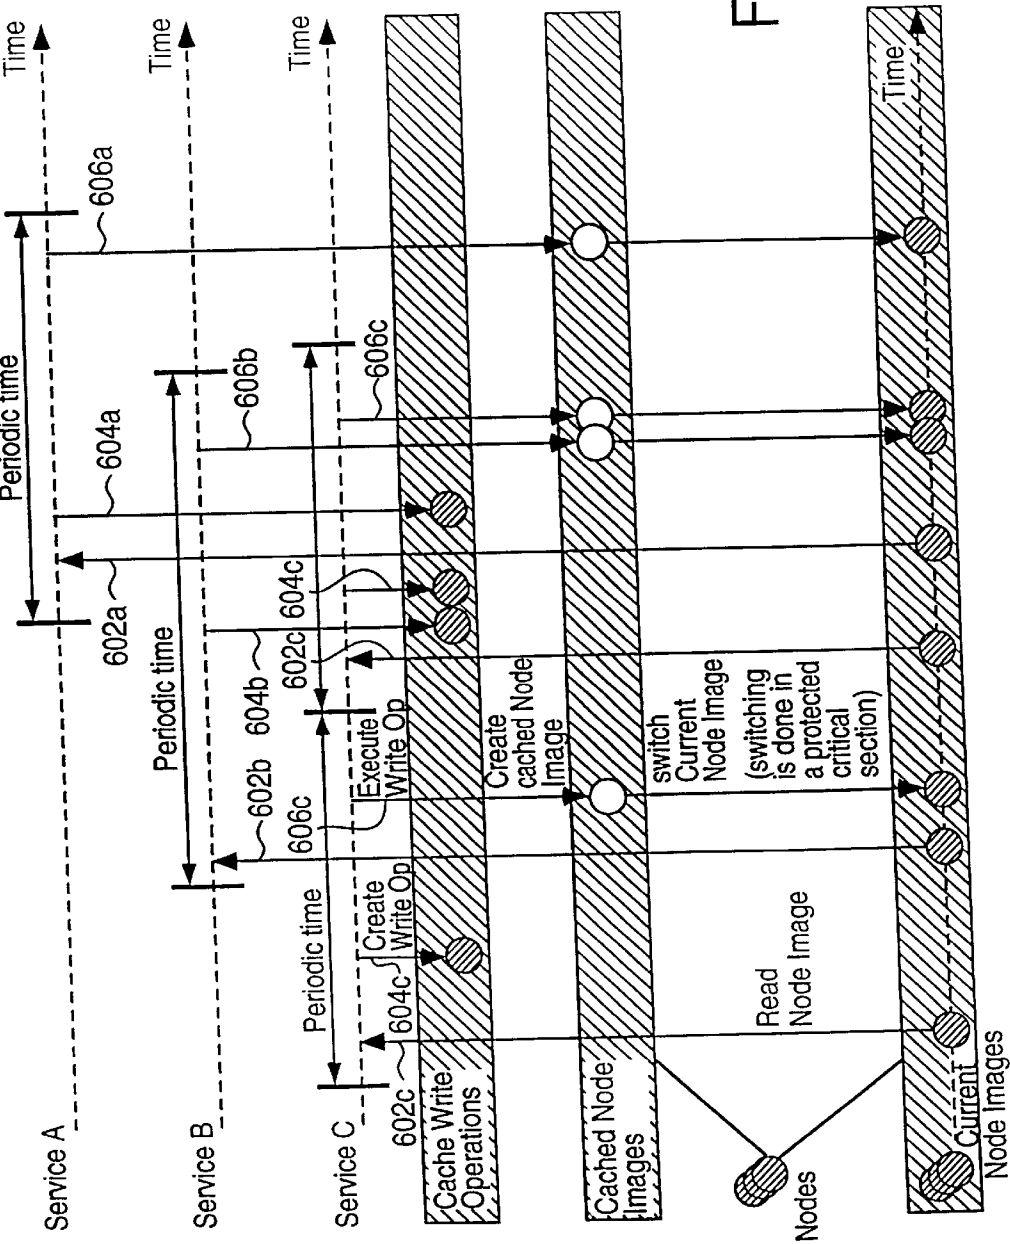 Service A
Time
Periodic time
602a
604a
606a
Service B
Time
Periodic time
602b
604b
606b
Service C
Time
Periodic time
Periodic time
602c
604c
Create
Write Op
606c
Execute
Write Op
602c
604c
606c
Cache Write
Operations
Create
cached Node
Image
Cached Node
Images
Read
Node Image
switch
Current
Node Image
(switching
is done in
a protected
critical
section)
Nodes
Time
Current
Node Images